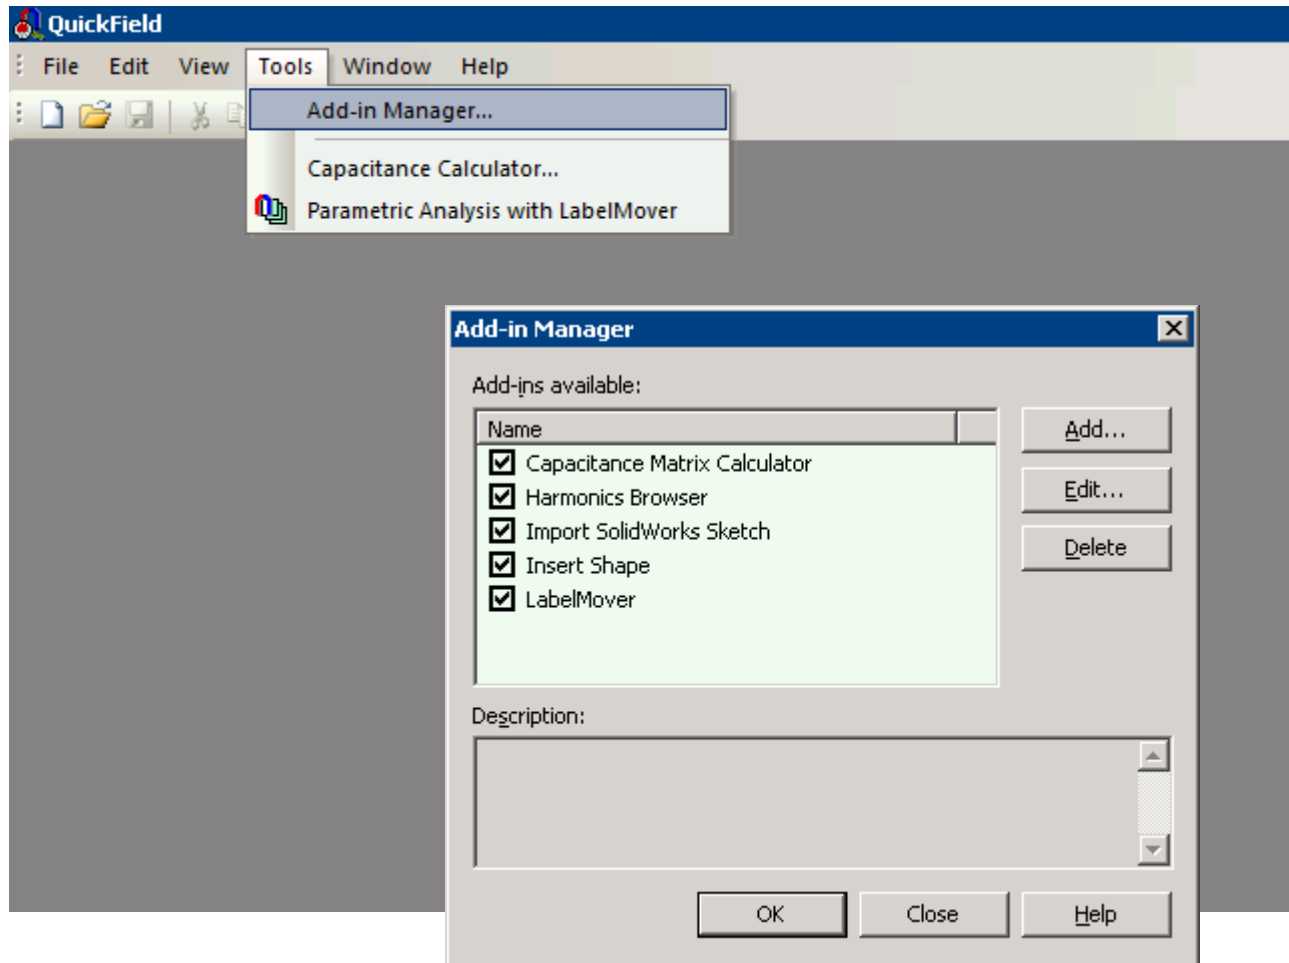 QuickField
File Edit View Tools Window Help
Add-in Manager...
Capacitance Calculator...
Parametric Analysis with LabelMover
Add-in Manager
Add-ins available:
Name
Add...
Capacitance Matrix Calculator
Harmonics Browser
Edit...
Import SolidWorks Sketch
Delete
Insert Shape
LabelMover
Description:
OK Close Help